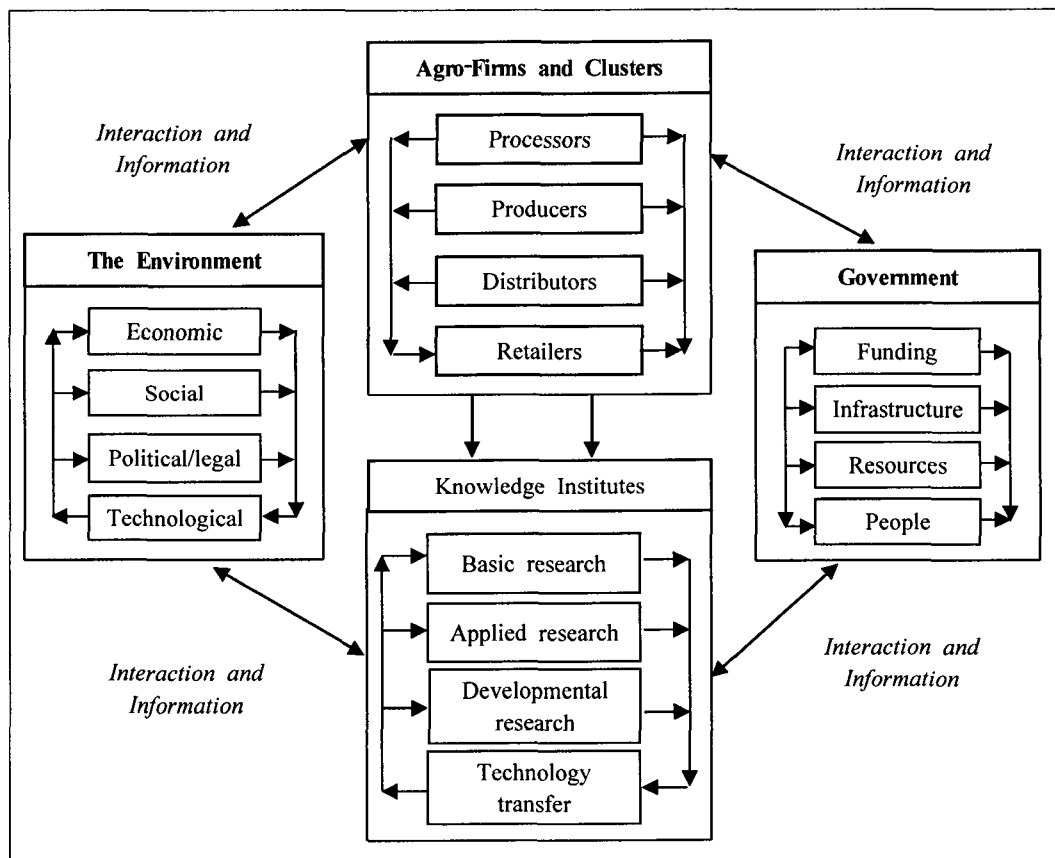 Agro-Firms and Clusters
Processors
Producers
Distributors
Retailers
Interaction and
Information
Interaction and
Information
The Environment
Economic
Social
Political/legal
Technological
Government
Funding
Infrastructure
Resources
People
Knowledge Institutes
Basic research
Applied research
Developmental
research
Technology
transfer
Interaction and
Information
Interaction and
Information